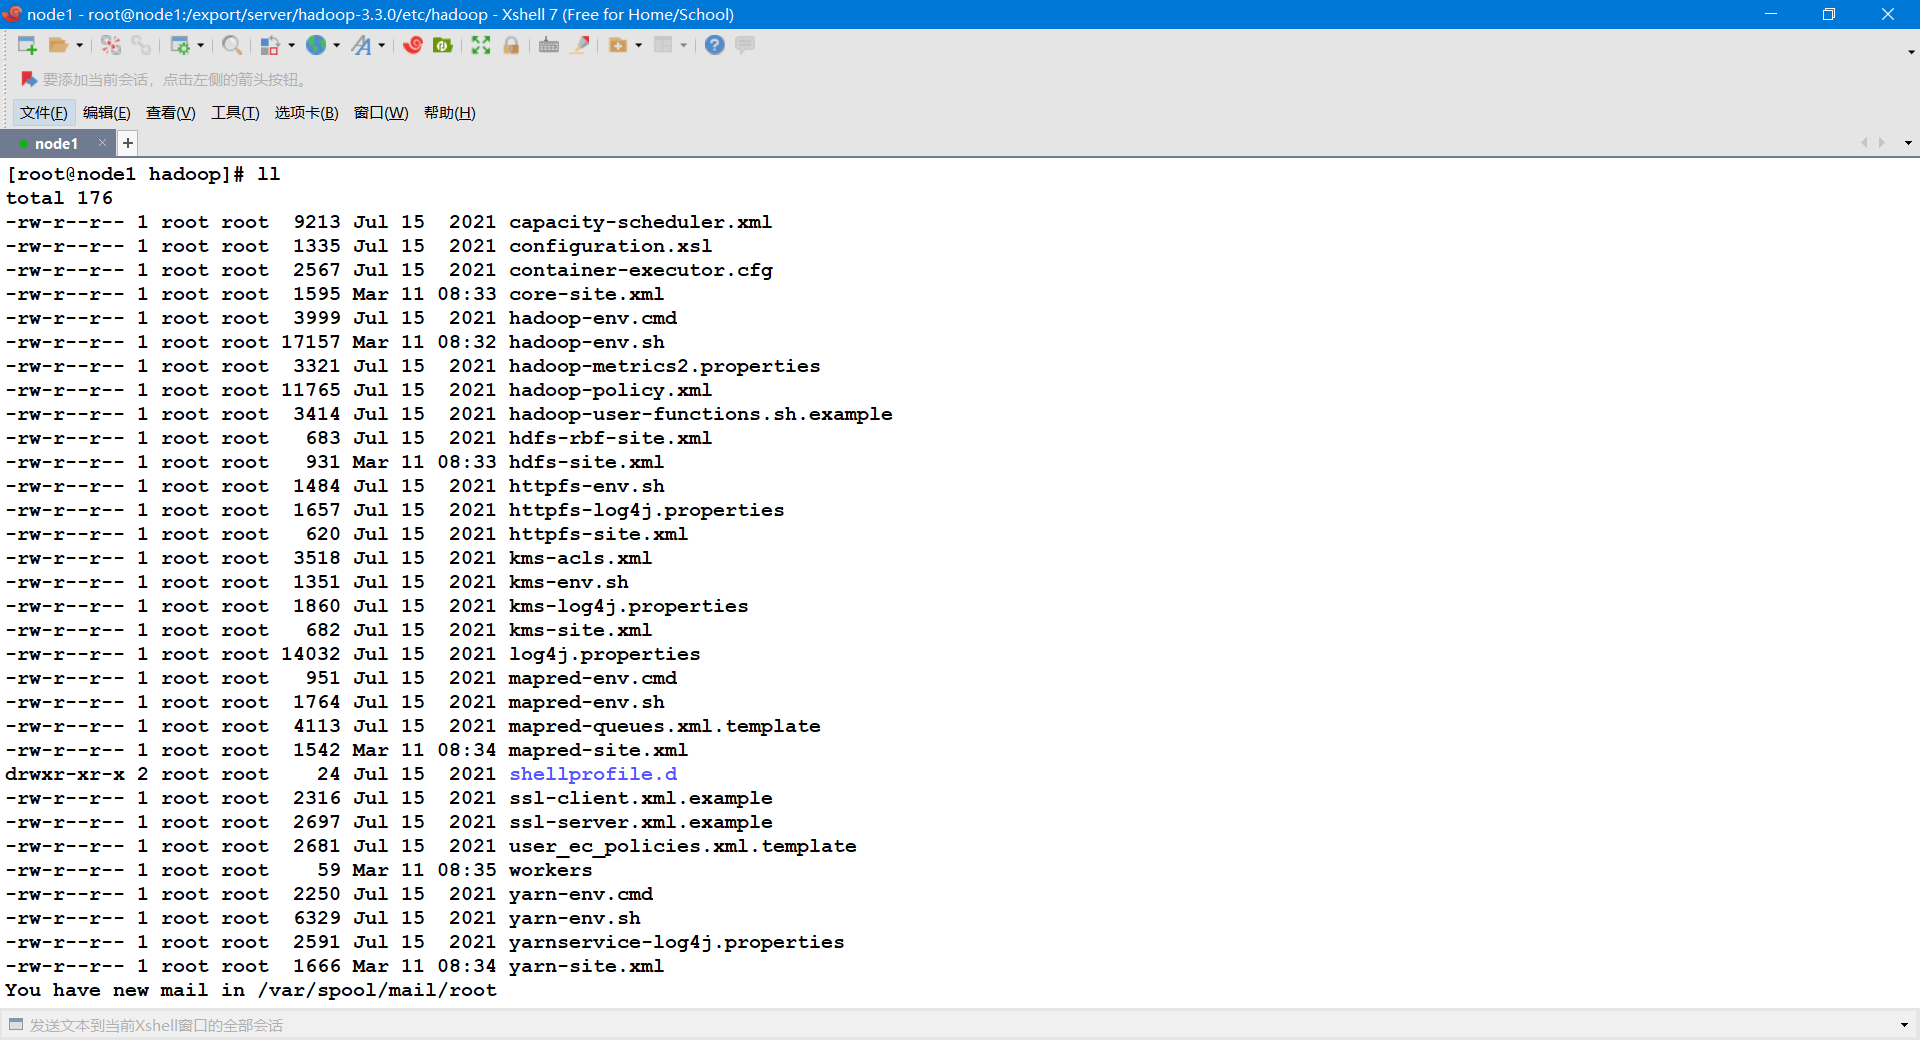 node1 - root@node1:/export/server/hadoop-3.3.0/etc/hadoop - Xshell 7 (Free for Home/School)
要添加当前会话，点击左侧的箭头按钮。
文件(F) 编辑(E) 查看(V) 工具(T) 选项卡(B) 窗口(W) 帮助(H)
node1
[root@node1 hadoop]# ll
total 176
-rw-r--r-- 1 root root  9213 Jul 15  2021 capacity-scheduler.xml
-rw-r--r-- 1 root root  1335 Jul 15  2021 configuration.xsl
-rw-r--r-- 1 root root  2567 Jul 15  2021 container-executor.cfg
-rw-r--r-- 1 root root  1595 Mar 11 08:33 core-site.xml
-rw-r--r-- 1 root root  3999 Jul 15  2021 hadoop-env.cmd
-rw-r--r-- 1 root root 17157 Mar 11 08:32 hadoop-env.sh
-rw-r--r-- 1 root root  3321 Jul 15  2021 hadoop-metrics2.properties
-rw-r--r-- 1 root root 11765 Jul 15  2021 hadoop-policy.xml
-rw-r--r-- 1 root root  3414 Jul 15  2021 hadoop-user-functions.sh.example
-rw-r--r-- 1 root root   683 Jul 15  2021 hdfs-rbf-site.xml
-rw-r--r-- 1 root root   931 Mar 11 08:33 hdfs-site.xml
-rw-r--r-- 1 root root  1484 Jul 15  2021 httpfs-env.sh
-rw-r--r-- 1 root root  1657 Jul 15  2021 httpfs-log4j.properties
-rw-r--r-- 1 root root   620 Jul 15  2021 httpfs-site.xml
-rw-r--r-- 1 root root  3518 Jul 15  2021 kms-acls.xml
-rw-r--r-- 1 root root  1351 Jul 15  2021 kms-env.sh
-rw-r--r-- 1 root root  1860 Jul 15  2021 kms-log4j.properties
-rw-r--r-- 1 root root   682 Jul 15  2021 kms-site.xml
-rw-r--r-- 1 root root 14032 Jul 15  2021 log4j.properties
-rw-r--r-- 1 root root   951 Jul 15  2021 mapred-env.cmd
-rw-r--r-- 1 root root  1764 Jul 15  2021 mapred-env.sh
-rw-r--r-- 1 root root  4113 Jul 15  2021 mapred-queues.xml.template
-rw-r--r-- 1 root root  1542 Mar 11 08:34 mapred-site.xml
drwxr-xr-x 2 root root    24 Jul 15  2021 shellprofile.d
-rw-r--r-- 1 root root  2316 Jul 15  2021 ssl-client.xml.example
-rw-r--r-- 1 root root  2697 Jul 15  2021 ssl-server.xml.example
-rw-r--r-- 1 root root  2681 Jul 15  2021 user_ec_policies.xml.template
-rw-r--r-- 1 root root    59 Mar 11 08:35 workers
-rw-r--r-- 1 root root  2250 Jul 15  2021 yarn-env.cmd
-rw-r--r-- 1 root root  6329 Jul 15  2021 yarn-env.sh
-rw-r--r-- 1 root root  2591 Jul 15  2021 yarnservice-log4j.properties
-rw-r--r-- 1 root root  1666 Mar 11 08:34 yarn-site.xml
You have new mail in /var/spool/mail/root
发送文本到当前Xshell窗口的全部会话